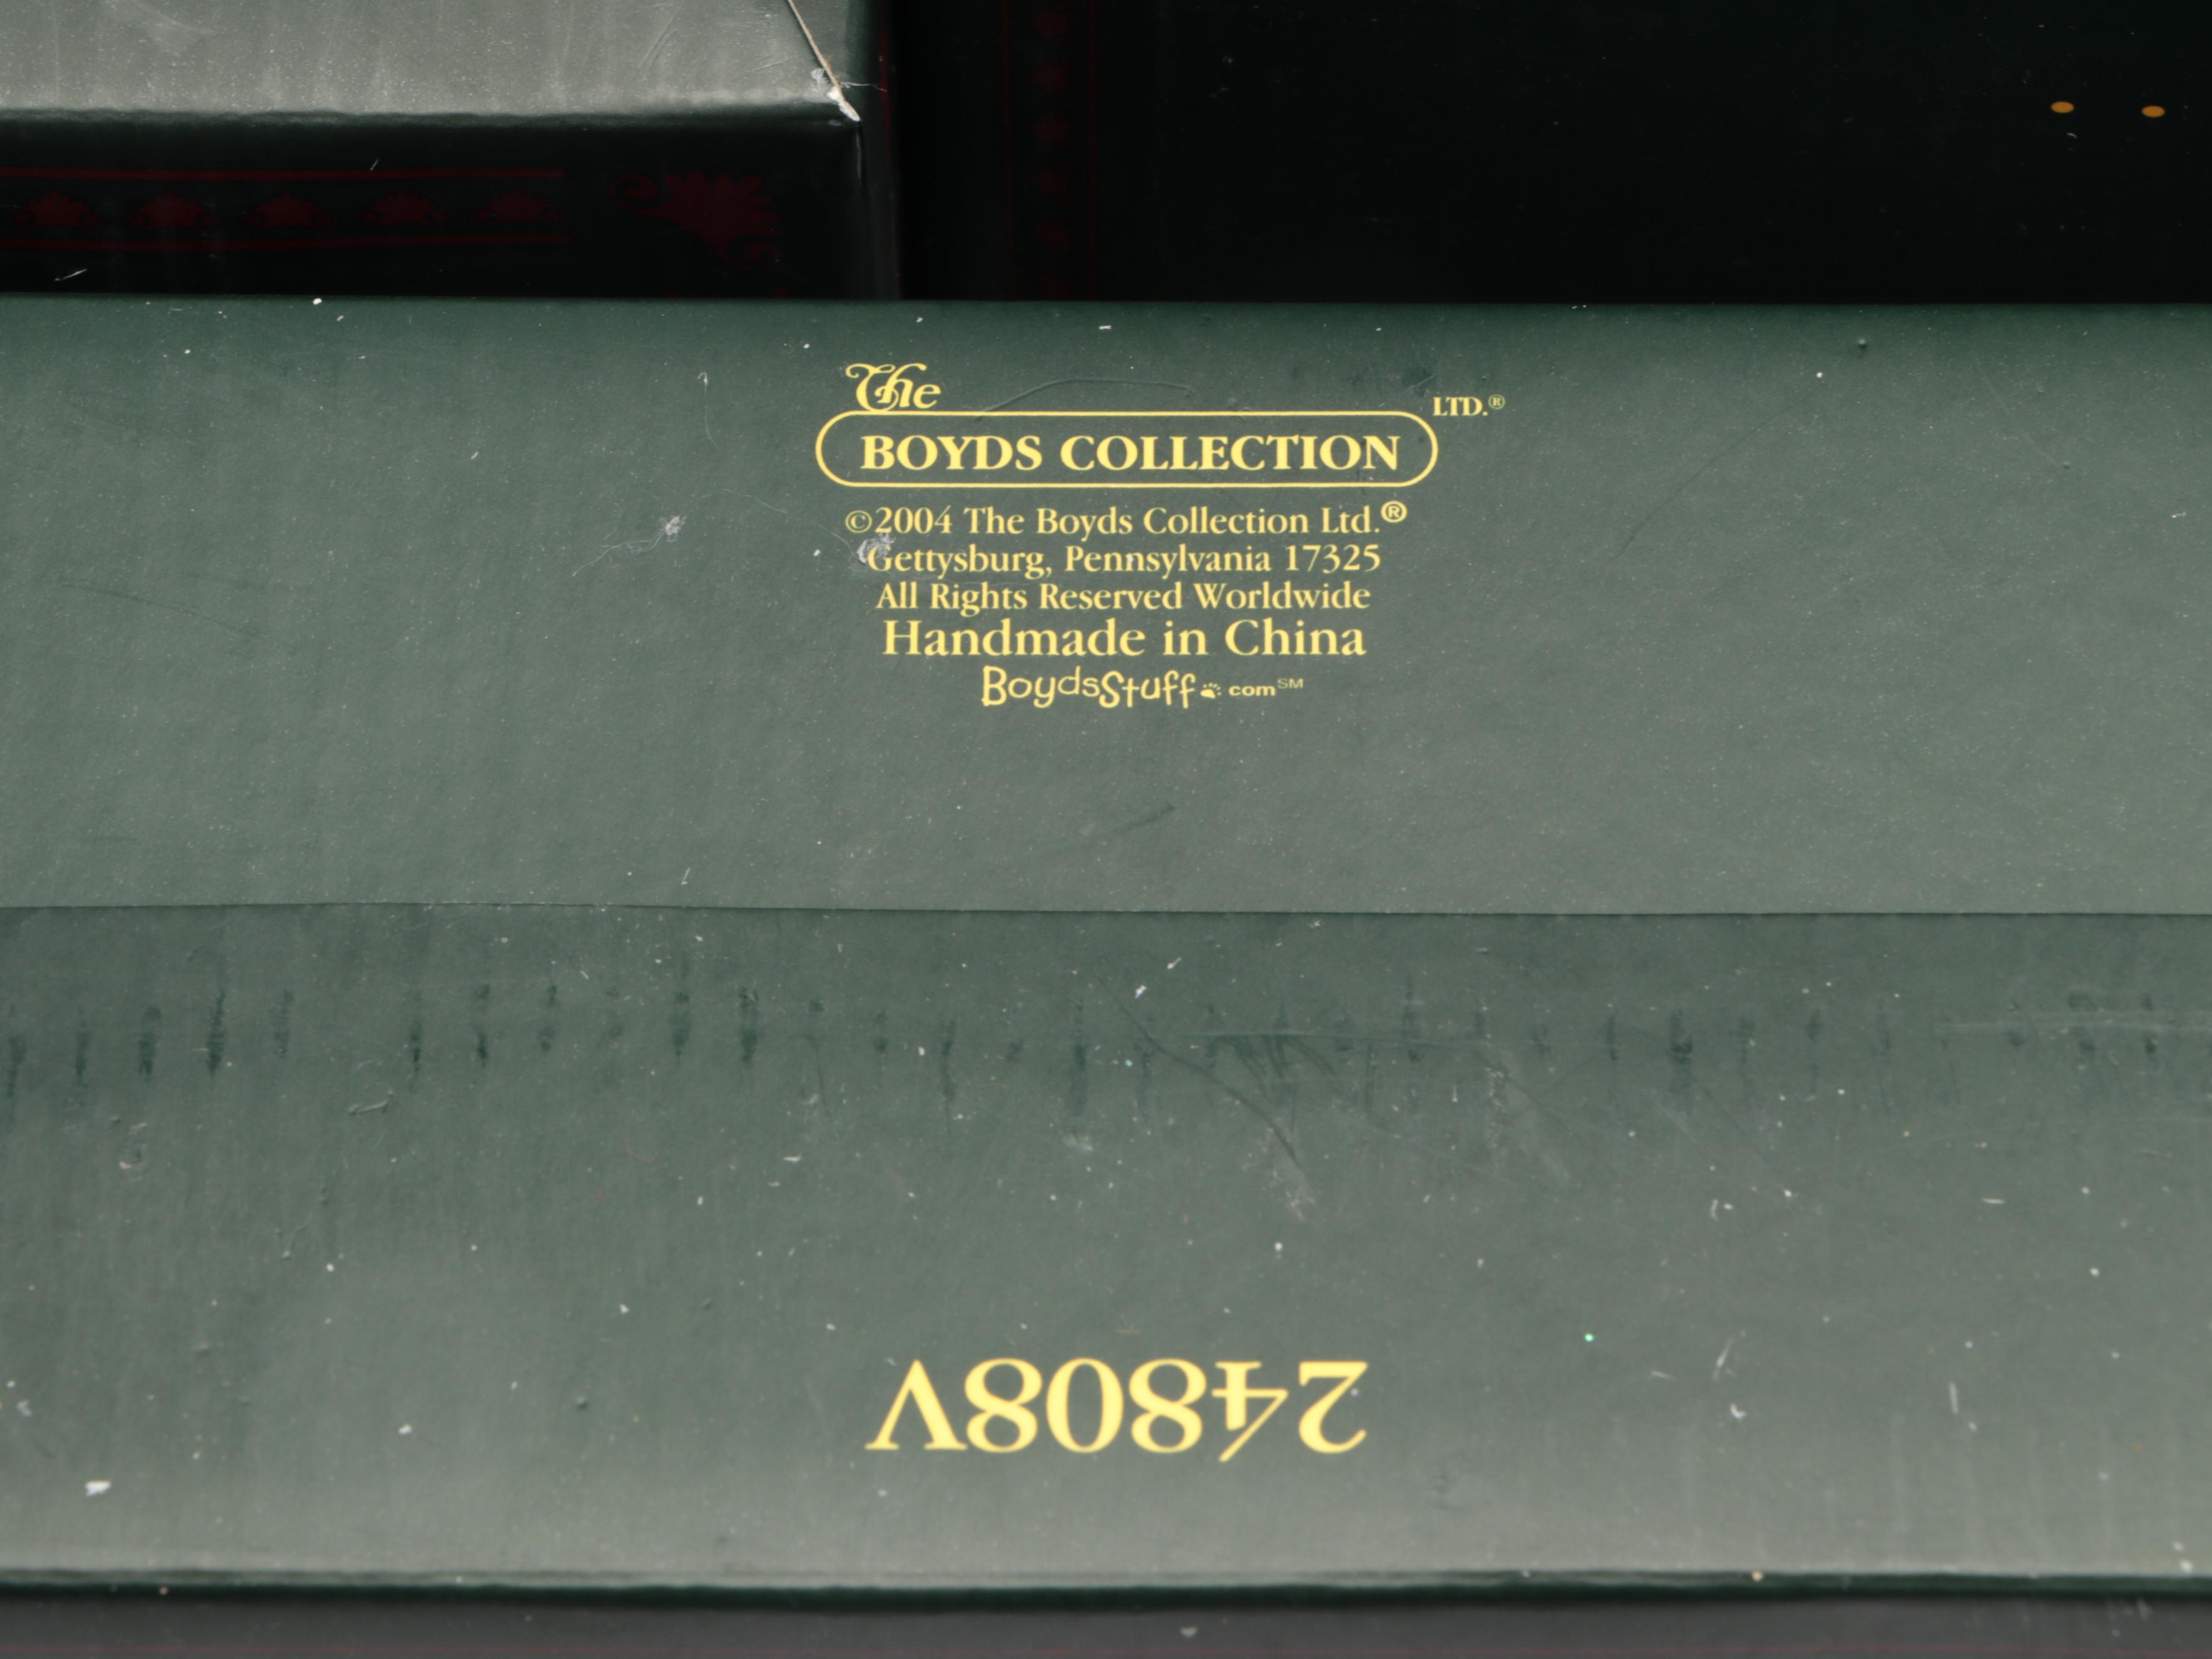 The
LTD.®
BOYDS COLLECTION
©2004 The Boyds Collection Ltd.®
Gettysburg, Pennsylvania 17325
All Rights Reserved Worldwide
Handmade in China
BoydsStuff.com℠
24808V